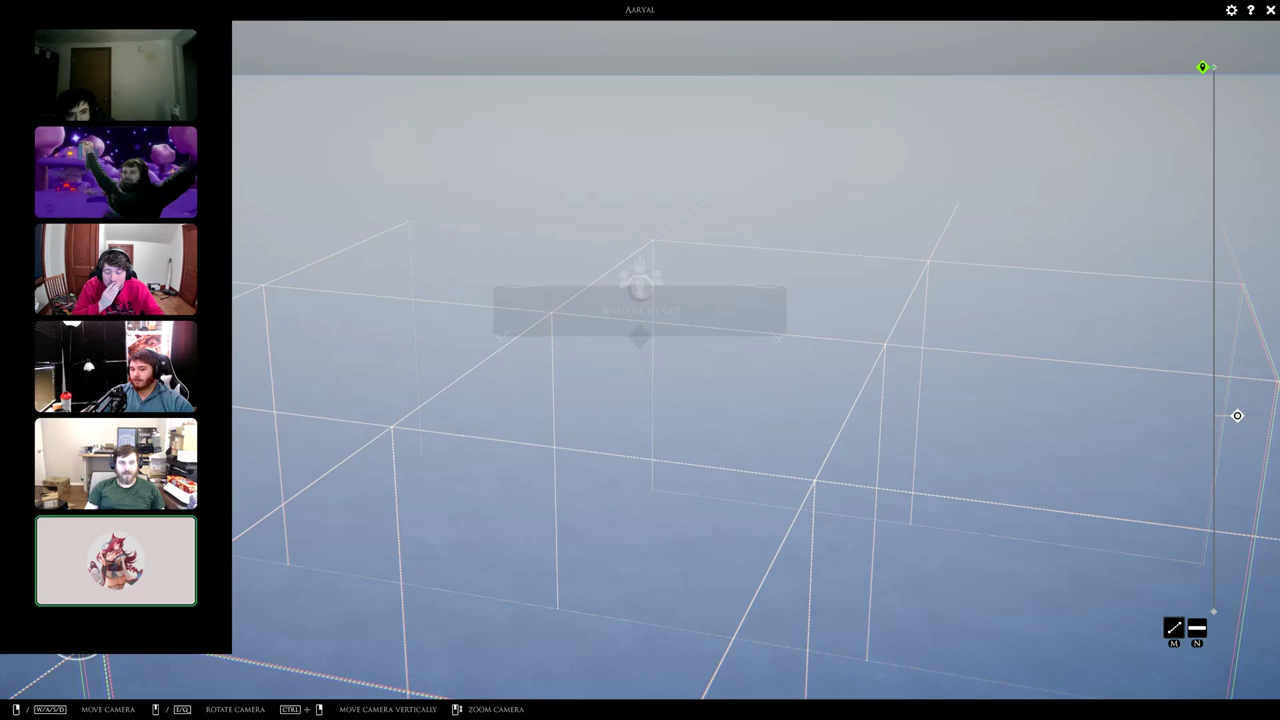 Aaryal
?
M
N
/ W/A/S/D MOVE CAMERA / E/Q ROTATE CAMERA CTRL + MOVE CAMERA VERTICALLY ZOOM CAMERA